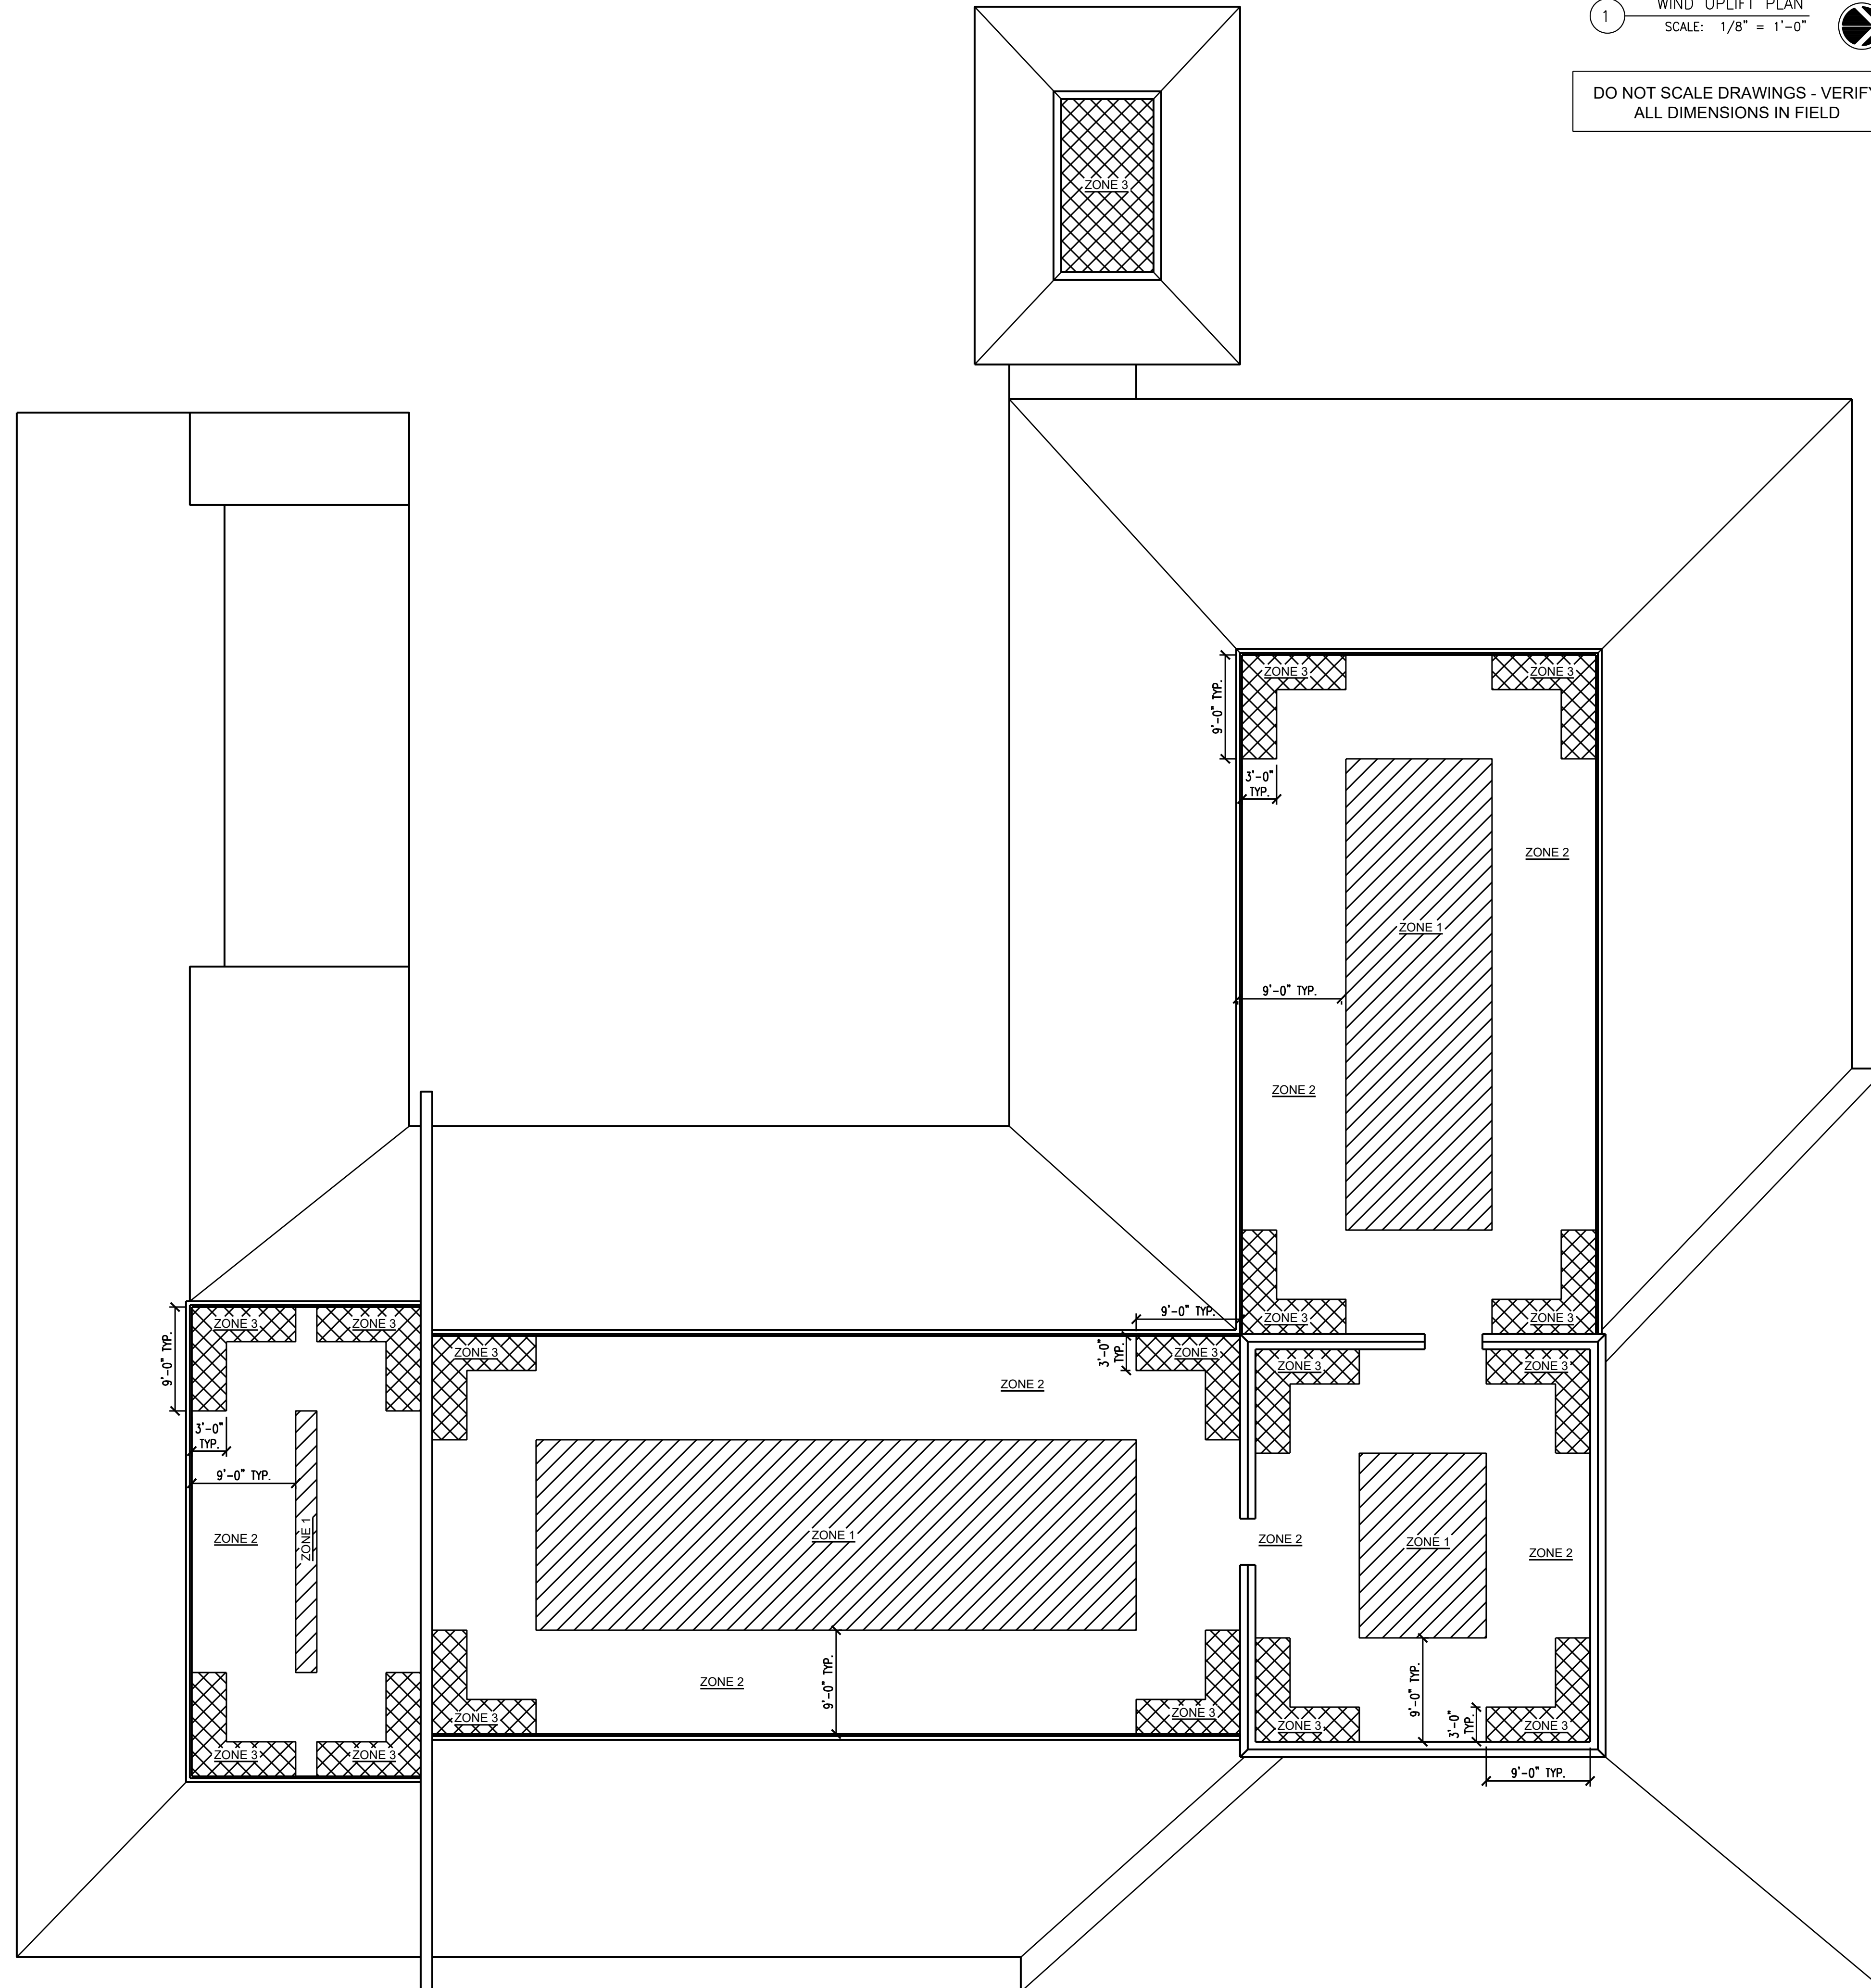 1
WIND UPLIFT PLAN
SCALE: 1/8" = 1'-0"
DO NOT SCALE DRAWINGS - VERIFY
ALL DIMENSIONS IN FIELD
ZONE 3
ZONE 3
ZONE 3
9'-0" TYP.
3'-0"
TYP.
ZONE 2
ZONE 1
9'-0" TYP.
ZONE 2
ZONE 3
ZONE 3
ZONE 3
ZONE 3
9'-0" TYP.
3'-0"
TYP.
9'-0" TYP.
ZONE 2
ZONE 1
ZONE 3
ZONE 3
ZONE 3
9'-0" TYP.
3'-0"
TYP.
ZONE 3
ZONE 2
ZONE 1
ZONE 2
9'-0" TYP.
ZONE 3
ZONE 3
ZONE 3
ZONE 3
ZONE 2
ZONE 1
ZONE 2
9'-0" TYP.
3'-0"
TYP.
ZONE 3
ZONE 3
9'-0" TYP.